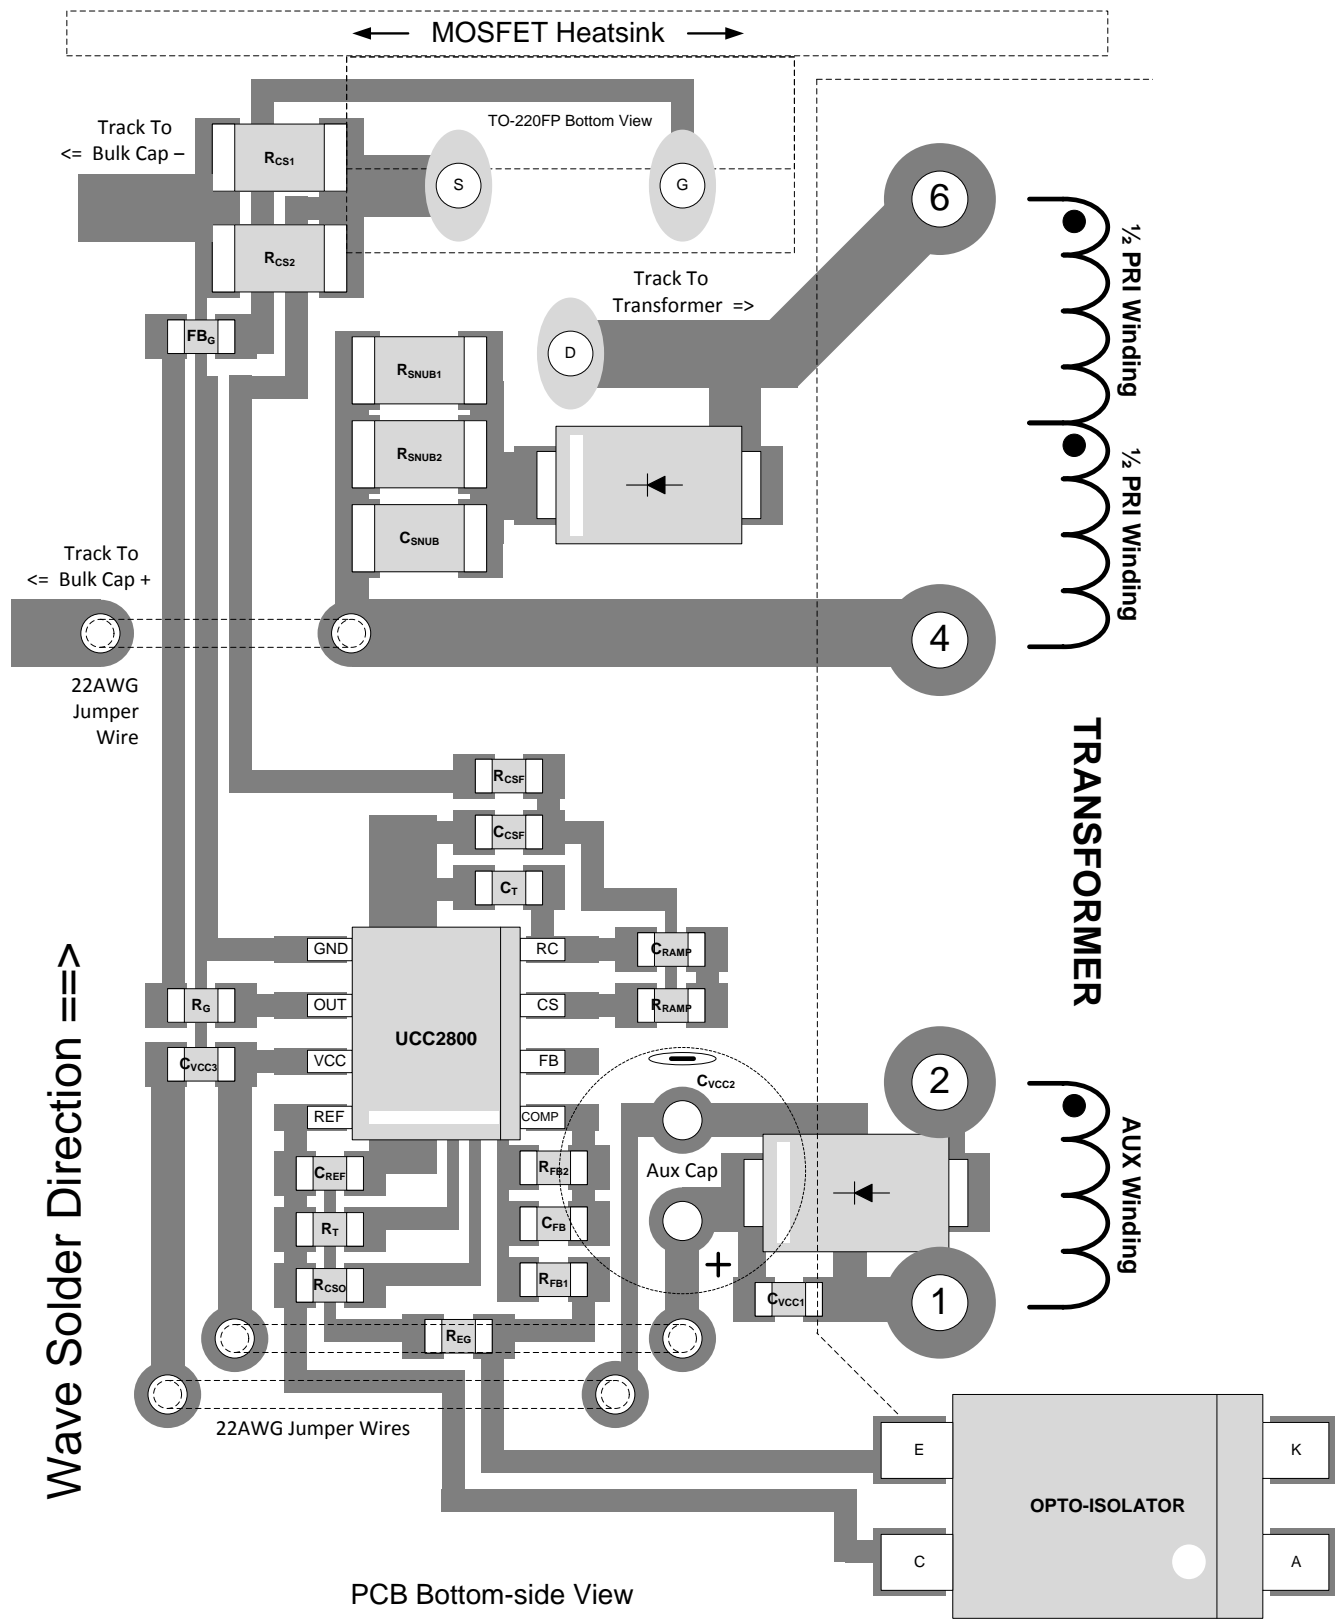 MOSFET Heatsink
Track To
<= Bulk Cap –
TO-220FP Bottom View
RCS1
S
G
6
½ PRI Winding
RCS2
Track To
Transformer =>
FBG
D
RSNUB1
RSNUB2
½ PRI Winding
CSNUB
Track To
<= Bulk Cap +
4
22AWG
Jumper
Wire
TRANSFORMER
RCSF
CCSF
CT
GND
RC
CRAMP
RG
OUT
CS
RRAMP
UCC2800
CVCC3
VCC
FB
–
CVCC2
2
REF
COMP
AUX Winding
CREF
RFB2
Aux Cap
RT
CFB
RCSO
RFB1
+
CVCC1
1
REG
22AWG Jumper Wires
Wave Solder Direction ==>
E
K
OPTO-ISOLATOR
C
A
PCB Bottom-side View